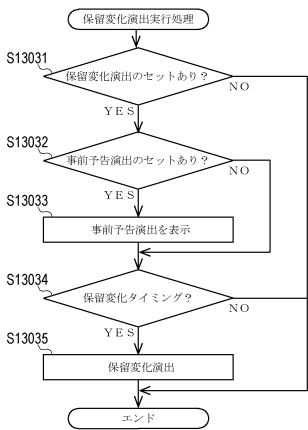 保留変化演出実行処理
S13031
保留変化演出のセットあり？
NO
YES
S13032
事前予告演出のセットあり？
NO
YES
S13033
事前予告演出を表示
S13034
保留変化タイミング？
NO
YES
S13035
保留変化演出
エンド